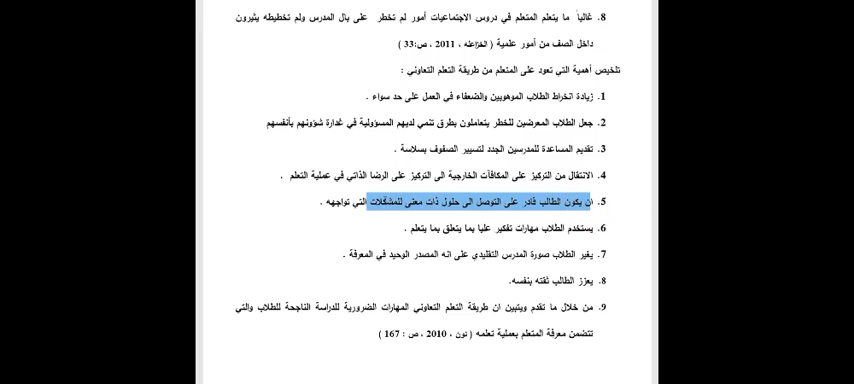 8. غالباً ما يتعلم المتعلم في دروس الاجتماعيات أمور لم تخطر على بال المدرس ولم تخطيطه يثيرون
داخل الصف من أمور علمية ( الخزاعله ، 2011 ، ص:33 )
تلخيص أهمية التي تعود على المتعلم من طريقة التعلم التعاوني :
1. زيادة انخراط الطلاب الموهوبين والضعفاء في العمل على حد سواء .
2. جعل الطلاب المعرضين للخطر يتعاملون بطرق تنمي لديهم المسؤولية في غدارة شؤونهم بأنفسهم
3. تقديم المساعدة للمدرسين الجدد لتسيير الصفوف بسلاسة .
4. الانتقال من التركيز على المكافآت الخارجية الى التركيز على الرضا الذاتي في عملية التعلم .
5. ان يكون الطالب قادر على التوصل الى حلول ذات معنى للمشكلات التي تواجهه .
6. يستخدم الطلاب مهارات تفكير عليا بما يتعلق بما يتعلم .
7. يغير الطلاب صورة المدرس التقليدي على انه المصدر الوحيد في المعرفة .
8. يعزز الطالب ثقته بنفسه.
9. من خلال ما تقدم ويتبين ان طريقة التعلم التعاوني المهارات الضرورية للدراسة الناجحة للطلاب والتي
تتضمن معرفة المتعلم بعملية تعلمه ( نون ، 2010 ، ص : 167 )